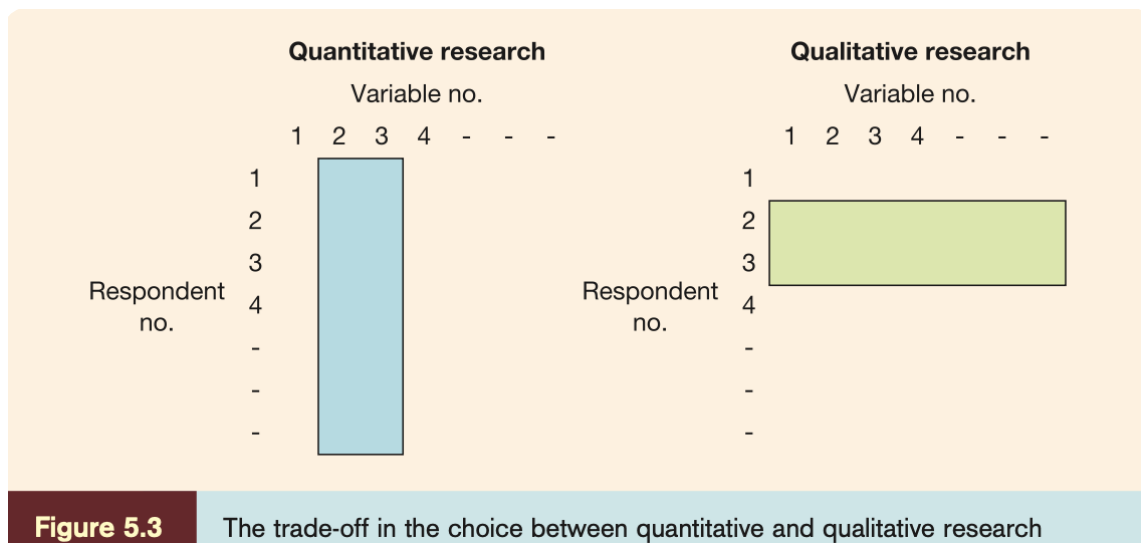 Quantitative research
Variable no.
1 2 3 4 - - -
1
2
3
Respondent
no.
4
-
-
-
Qualitative research
Variable no.
1 2 3 4 - - -
1
2
3
Respondent
no.
4
-
-
-
Figure 5.3 The trade-off in the choice between quantitative and qualitative research